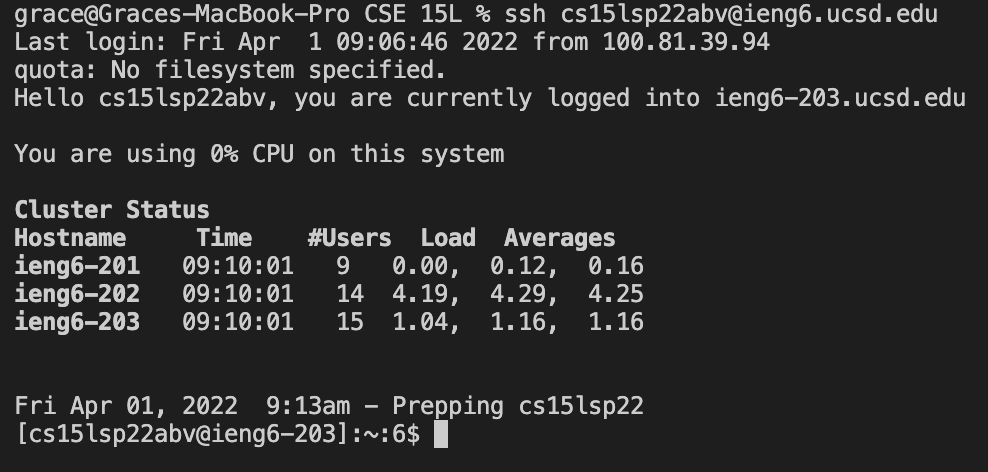 grace@Graces-MacBook-Pro CSE 15L % ssh cs15lsp22abv@ieng6.ucsd.edu
Last login: Fri Apr  1 09:06:46 2022 from 100.81.39.94
quota: No filesystem specified.
Hello cs15lsp22abv, you are currently logged into ieng6-203.ucsd.edu
You are using 0% CPU on this system
Cluster Status
Hostname     Time    #Users  Load  Averages
ieng6-201   09:10:01   9   0.00,  0.12,  0.16
ieng6-202   09:10:01   14  4.19,  4.29,  4.25
ieng6-203   09:10:01   15  1.04,  1.16,  1.16
Fri Apr 01, 2022  9:13am - Prepping cs15lsp22
[cs15lsp22abv@ieng6-203]:~:6$